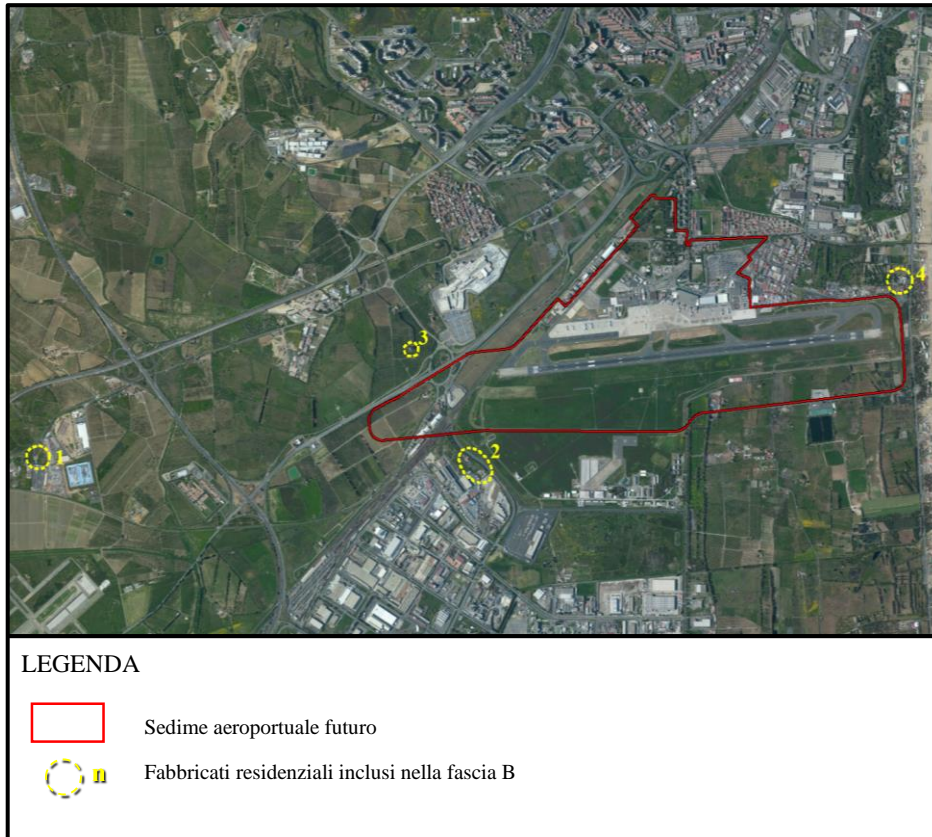 4
3
2
1
LEGENDA
Sedime aeroportuale futuro
n Fabbricati residenziali inclusi nella fascia B